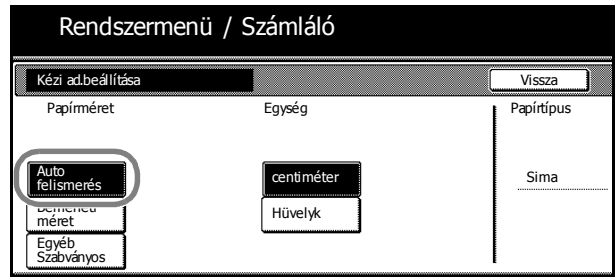 Rendszermenü / Számláló
Kézi ad.beállítása
Vissza
Papírméret
Egység
Papírtípus
Auto
felismerés
centiméter
Sima
méret
Hüvelyk
Egyéb
Szabványos